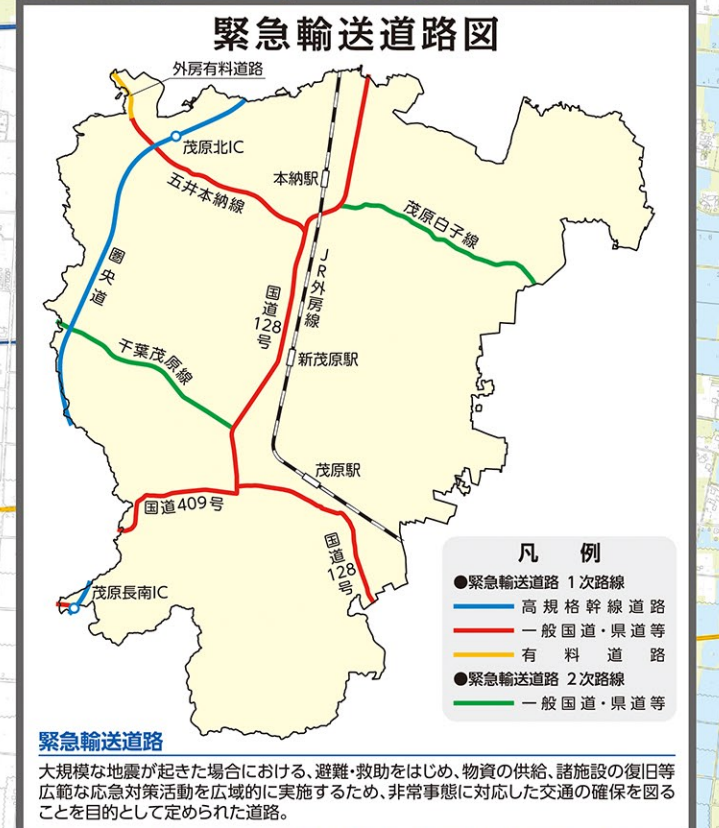 緊急輸送道路図
外房有料道路
茂原北IC
本納駅
五井本納線
茂原白子線
圏央道
JR外房線
国道128号
新茂原駅
千葉茂原線
茂原駅
国道409号
国道128号
茂原長南IC
凡 例
●緊急輸送道路 1次路線
高規格幹線道路
一般国道・県道等
有料道路
●緊急輸送道路 2次路線
一般国道・県道等
緊急輸送道路
大規模な地震が起きた場合における、避難・救助をはじめ、物資の供給、諸施設の復旧等
広範な応急対策活動を広域的に実施するため、非常事態に対応した交通の確保を図る
ことを目的として定められた道路。